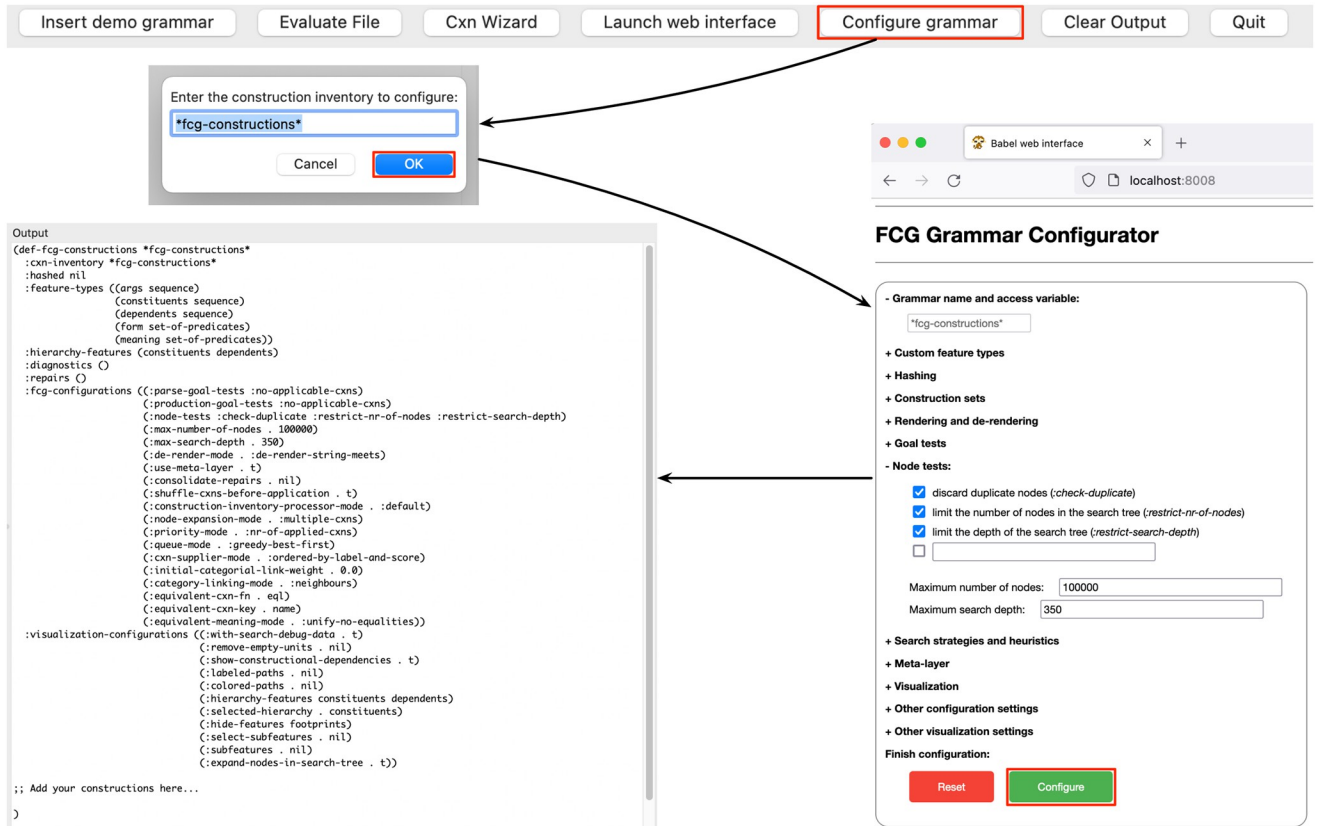 Insert demo grammar
Evaluate File
Cxn Wizard
Launch web interface
Configure grammar
Clear Output
Quit
Enter the construction inventory to configure:
*fcg-constructions*
Cancel
OK
Babel web interface
localhost:8008
FCG Grammar Configurator
- Grammar name and access variable:
*fcg-constructions*
+ Custom feature types
+ Hashing
+ Construction sets
+ Rendering and de-rendering
+ Goal tests
- Node tests:
discard duplicate nodes (:check-duplicate)
limit the number of nodes in the search tree (:restrict-nr-of-nodes)
limit the depth of the search tree (:restrict-search-depth)
Maximum number of nodes: 100000
Maximum search depth: 350
+ Search strategies and heuristics
+ Meta-layer
+ Visualization
+ Other configuration settings
+ Other visualization settings
Finish configuration:
Reset
Configure
Output
(def-fcg-constructions *fcg-constructions*
:cxn-inventory *fcg-constructions*
:hashed nil
:feature-types ((args sequence)
(constituents sequence)
(dependents sequence)
(form set-of-predicates)
(meaning set-of-predicates))
:hierarchy-features (constituents dependents)
:diagnostics ()
:repairs ()
:fcg-configurations ((:parse-goal-tests :no-applicable-cxns)
(:production-goal-tests :no-applicable-cxns)
(:node-tests :check-duplicate :restrict-nr-of-nodes :restrict-search-depth)
(:max-number-of-nodes . 100000)
(:max-search-depth . 350)
(:de-render-mode . :de-render-string-meets)
(:use-meta-layer . t)
(:consolidate-repairs . nil)
(:shuffle-cxns-before-application . t)
(:construction-inventory-processor-mode . :default)
(:node-expansion-mode . :multiple-cxns)
(:priority-mode . :nr-of-applied-cxns)
(:queue-mode . :greedy-best-first)
(:cxn-supplier-mode . :ordered-by-label-and-score)
(:initial-categorial-link-weight . 0.0)
(:category-linking-mode . :neighbours)
(:equivalent-cxn-fn . eql)
(:equivalent-cxn-key . name)
(:equivalent-meaning-mode . :unify-no-equalities))
:visualization-configurations ((:with-search-debug-data . t)
(:remove-empty-units . nil)
(:show-constructional-dependencies . t)
(:labeled-paths . nil)
(:colored-paths . nil)
(:hierarchy-features constituents dependents)
(:selected-hierarchy . constituents)
(:hide-features footprints)
(:select-subfeatures . nil)
(:subfeatures . nil)
(:expand-nodes-in-search-tree . t))
;; Add your constructions here...
)